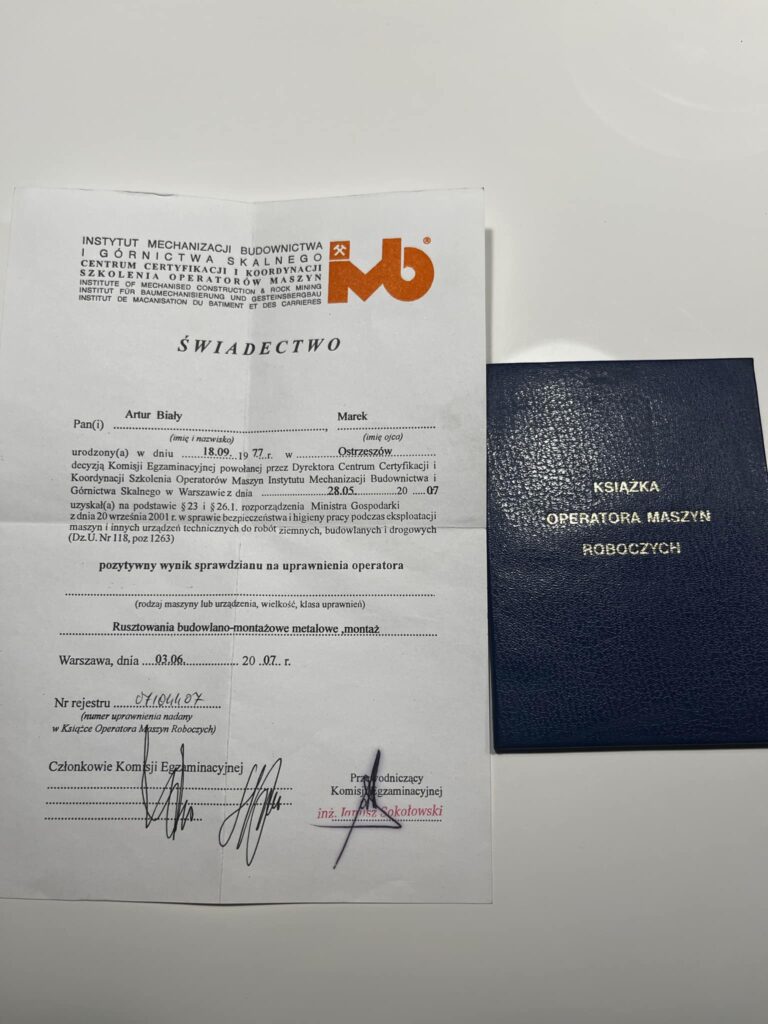 INSTYTUT MECHANIZACJI BUDOWNICTWA
I GÓRNICTWA SKALNEGO
CENTRUM CERTYFIKACJI I KOORDYNACJI
SZKOLENIA OPERATORÓW MASZYN
INSTITUTE OF MECHANISED CONSTRUCTION & ROCK MINING
INSTITUT FÜR BAUMECHANISIERUNG UND GESTEINSBERGBAU
INSTITUT DE MACANISATION DU BATIMENT ET DES CARRIERES
®
ŚWIADECTWO
Pan(i) Artur Biały, Marek
(imię i nazwisko) (imię ojca)
urodzony(a) w dniu 18.09. 1977.r. w Ostrzeszów
decyzją Komisji Egzaminacyjnej powołanej przez Dyrektora Centrum Certyfikacji i
Koordynacji Szkolenia Operatorów Maszyn Instytutu Mechanizacji Budownictwa i
Górnictwa Skalnego w Warszawie z dnia 28.05. 20 07
uzyskał(a) na podstawie § 23 i § 26.1. rozporządzenia Ministra Gospodarki
z dnia 20 września 2001 r. w sprawie bezpieczeństwa i higieny pracy podczas eksploatacji
maszyn i innych urządzeń technicznych do robót ziemnych, budowlanych i drogowych
(Dz.U. Nr 118, poz 1263)
pozytywny wynik sprawdzianu na uprawnienia operatora
(rodzaj maszyny lub urządzenia, wielkość, klasa uprawnień)
Rusztowania budowlano-montażowe metalowe ,montaż
Warszawa, dnia 03.06. 20 07 r.
Nr rejestru
(numer uprawnienia nadany
w Książce Operatora Maszyn Roboczych)
Członkowie Komisji Egzaminacyjnej
Przewodniczący
Komisji Egzaminacyjnej
inż. Janusz Sokołowski
KSIĄŻKA
OPERATORA MASZYN
ROBOCZYCH